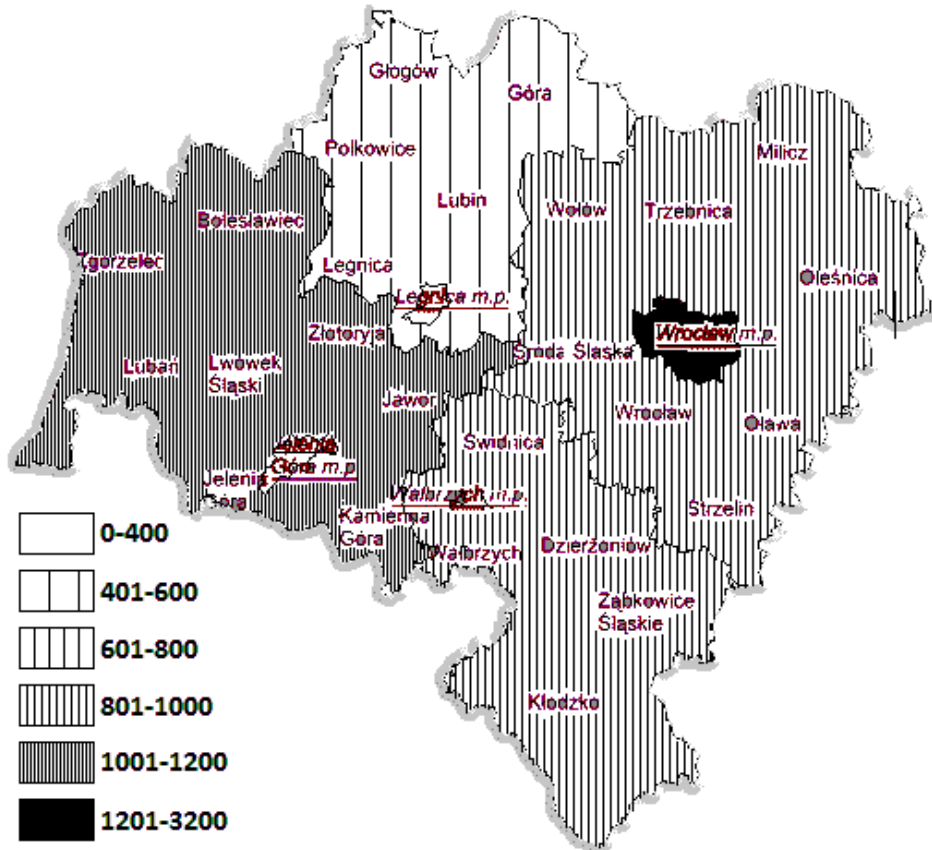 Głogów
Góra
Milicz
Polkowice
Lubin
Wołów
Trzebnica
Bolesławiec
Zgorzelec
Legnica
Oleśnica
Legnica m.p.
Złotoryja
Wrocław m.p.
Środa Śląska
Lubań
Lwówek
Śląski
Jawor
Wrocław
Oława
Świdnica
Jelenia
Góra m.p.
Jelenia
Góra
Wałbrzych m.p.
Kamienna
Góra
Strzelin
Wałbrzych
Dzierżoniów
Ząbkowice
Śląskie
Kłodzko
0-400
401-600
601-800
801-1000
1001-1200
1201-3200